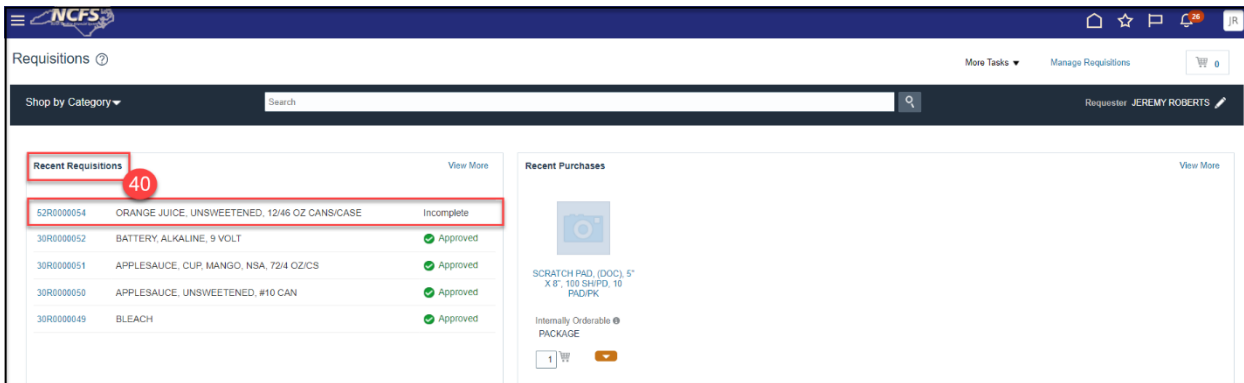 NCFS
26
JR
Requisitions
More Tasks
Manage Requisitions
0
Shop by Category
Search
Requester JEREMY ROBERTS
Recent Requisitions
View More
40
52R0000054 ORANGE JUICE, UNSWEETENED, 12/46 OZ CANS/CASE Incomplete
30R0000052 BATTERY, ALKALINE, 9 VOLT Approved
30R0000051 APPLESAUCE, CUP, MANGO, NSA, 72/4 OZ/CS Approved
30R0000050 APPLESAUCE, UNSWEETENED, #10 CAN Approved
30R0000049 BLEACH Approved
Recent Purchases
View More
SCRATCH PAD, (DOC), 5"
X 8", 100 SH/PD, 10
PAD/PK
Internally Orderable
PACKAGE
1